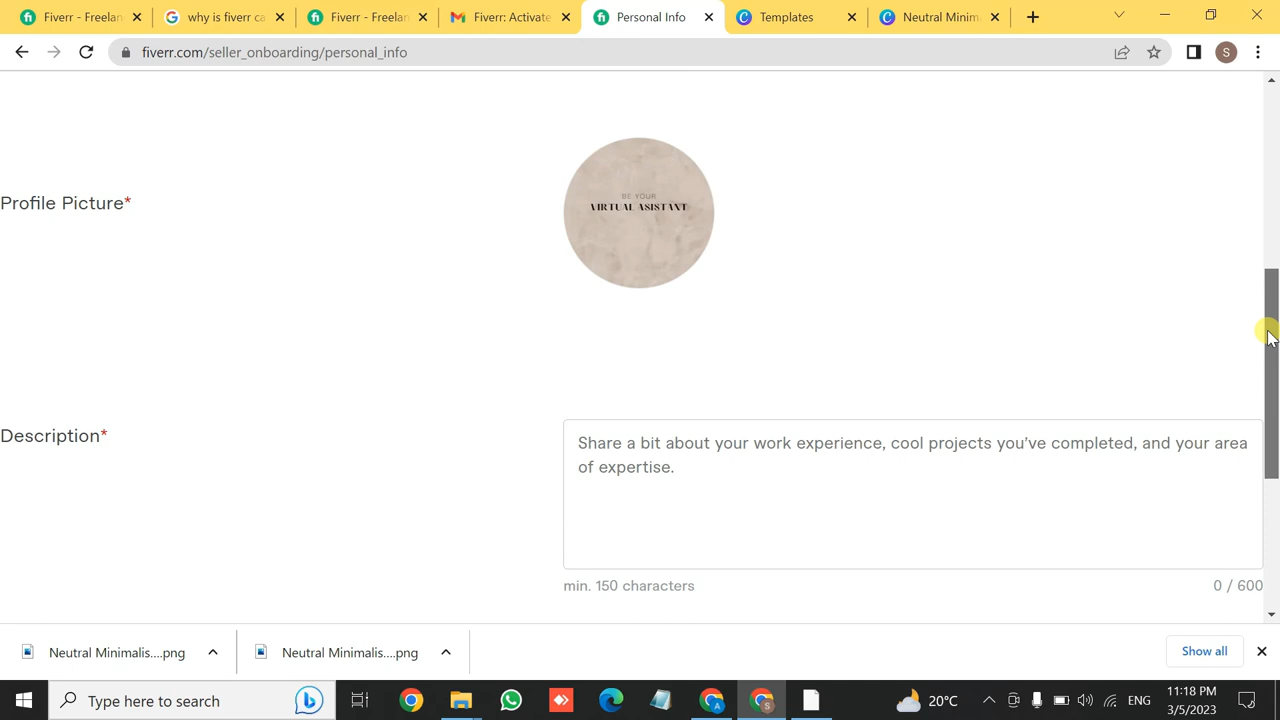 Fiverr - Freelan
why is fiverr ca
Fiverr - Freelan
Fiverr: Activate
Personal Info
Templates
Neutral Minim
fiverr.com/seller_onboarding/personal_info
S
BE YOUR
VIRTUAL ASISTANT
Profile Picture*
Description*
Share a bit about your work experience, cool projects you've completed, and your area
of expertise.
min. 150 characters
0 / 600
Neutral Minimalis....png
Neutral Minimalis....png
Show all
Type here to search
20°C
ENG
11:18 PM
3/5/2023